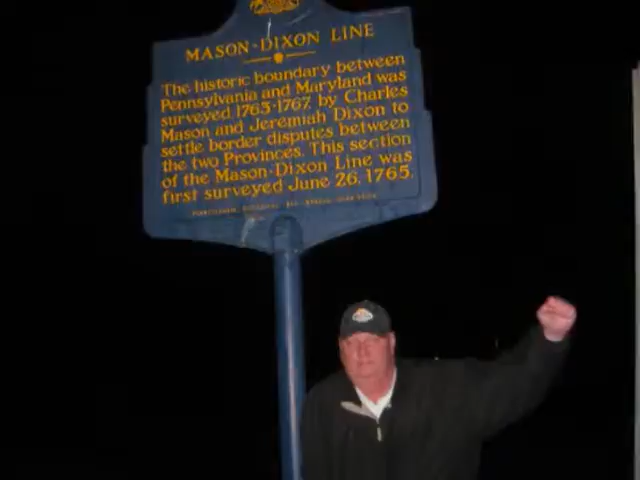 MASON-DIXON LINE
The historic boundary between
Pennsylvania and Maryland was
surveyed 1763-1767, by Charles
Mason and Jeremiah Dixon to
settle border disputes between
the two Provinces. This section
of the Mason-Dixon Line was
first surveyed June 26, 1765.